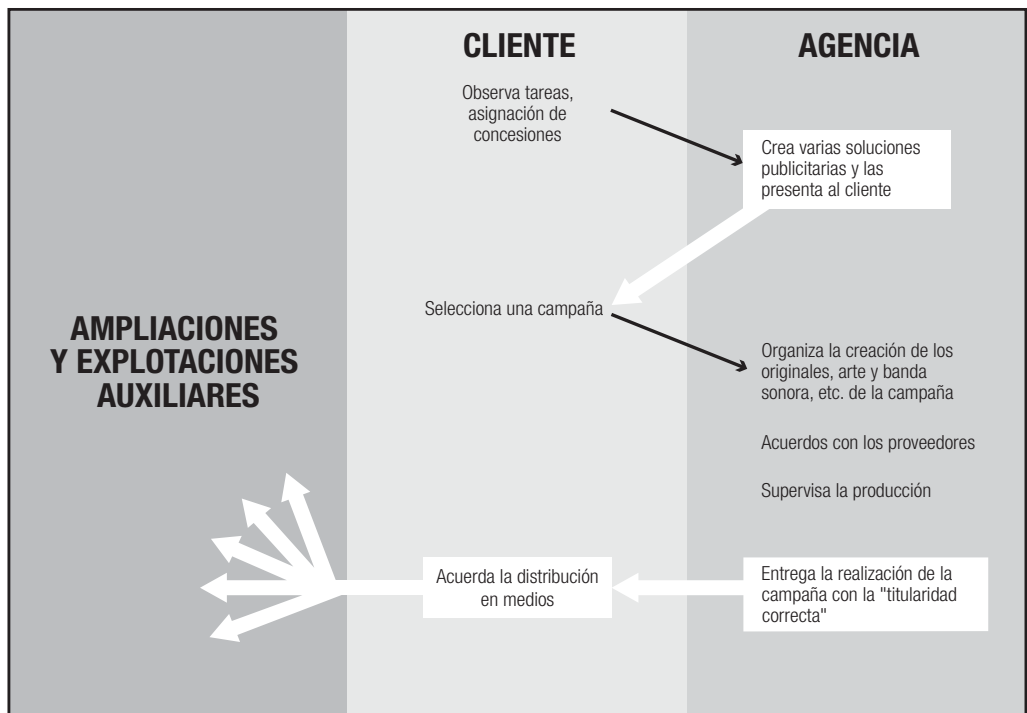 CLIENTE
AGENCIA
Observa tareas,
asignación de
concesiones
Crea varias soluciones
publicitarias y las
presenta al cliente
Selecciona una campaña
AMPLIACIONES
Y EXPLOTACIONES
AUXILIARES
Organiza la creación de los
originales, arte y banda
sonora, etc. de la campaña
Acuerdos con los proveedores
Supervisa la producción
Acuerda la distribución
en medios
Entrega la realización de la
campaña con la "titularidad
correcta"